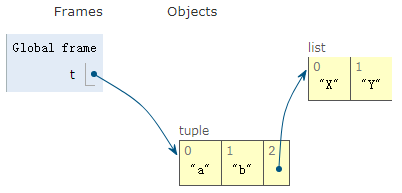 Frames Objects
Global frame
t
list
0 1
"X" "Y"
tuple
0 1 2
"a" "b"